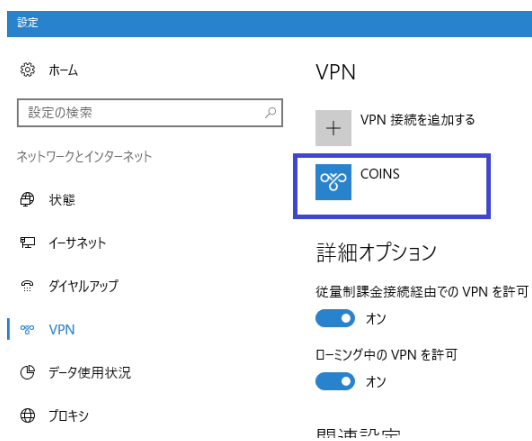 設定
ホーム
設定の検索
ネットワークとインターネット
状態
イーサネット
ダイヤルアップ
VPN
データ使用状況
プロキシ
VPN
VPN 接続を追加する
COINS
詳細オプション
従量制課金接続経由での VPN を許可
オン
ローミング中の VPN を許可
オン
関連設定